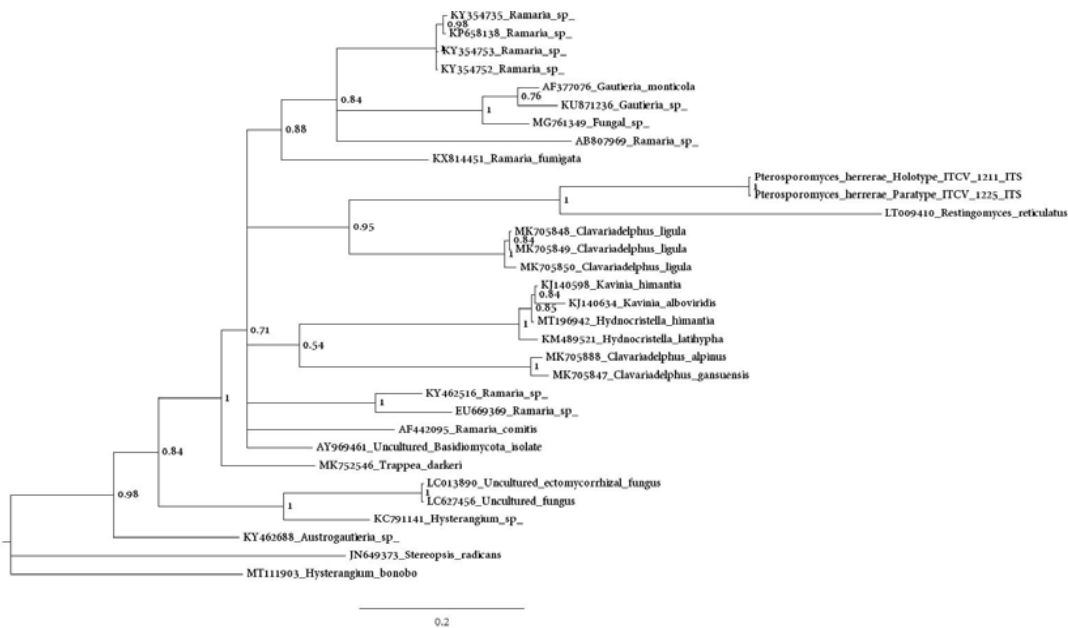 KY354735_Ramaria_sp_
0.98
KP658138_Ramaria_sp_
KY354753_Ramaria_sp_
KY354752_Ramaria_sp_
AF377076_Gautieria_monticola
0.76
0.84
KU871236_Gautieria_sp_
1
MG761349_Fungal_sp_
0.88
AB807969_Ramaria_sp_
KX814451_Ramaria_fumigata
Pterosporomyces_herrerae_Holotype_ITCV_1211_ITS
1
Pterosporomyces_herrerae_Paratype_ITCV_1225_ITS
1
LT009410_Restingomyces_reticulatus
0.95
MK705848_Clavariadelphus_ligula
0.84
MK705849_Clavariadelphus_ligula
1
MK705850_Clavariadelphus_ligula
KJ140598_Kavinia_himantia
0.84
KJ140634_Kavinia_alboviridis
0.85
MT196942_Hydnocristella_himantia
1
0.71
KM489521_Hydnocristella_latihypha
0.54
MK705888_Clavariadelphus_alpinus
1
MK705847_Clavariadelphus_gansuensis
KY462516_Ramaria_sp_
1
1
EU669369_Ramaria_sp_
AF442095_Ramaria_comitis
AY969461_Uncultured_Basidiomycota_isolate
0.84
MK752546_Trappea_darkeri
LC013890_Uncultured_ectomycorrhizal_fungus
1
0.98
LC627456_Uncultured_fungus
1
KC791141_Hysterangium_sp_
KY462688_Austrogautieria_sp_
JN649373_Stereopsis_radicans
MT111903_Hysterangium_bonobo
0.2